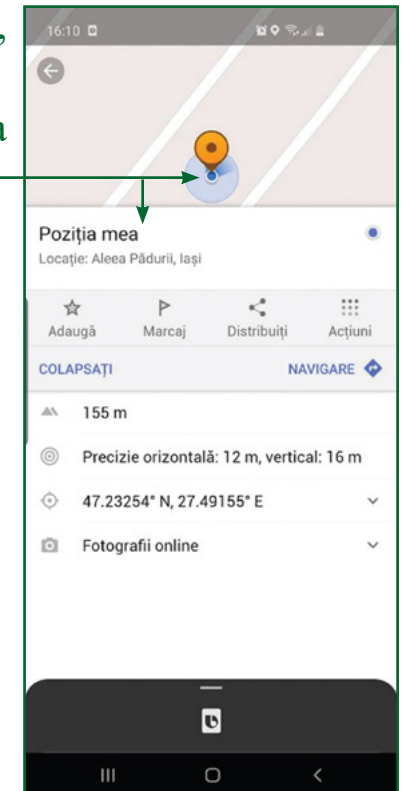 ,
a
16:10
Poziția mea
Locație: Aleea Pădurii, Iași
Adaugă Marcaj Distribuiți Acțiuni
COLAPSAȚI NAVIGARE
155 m
Precizie orizontală: 12 m, vertical: 16 m
47.23254° N, 27.49155° E
Fotografii online